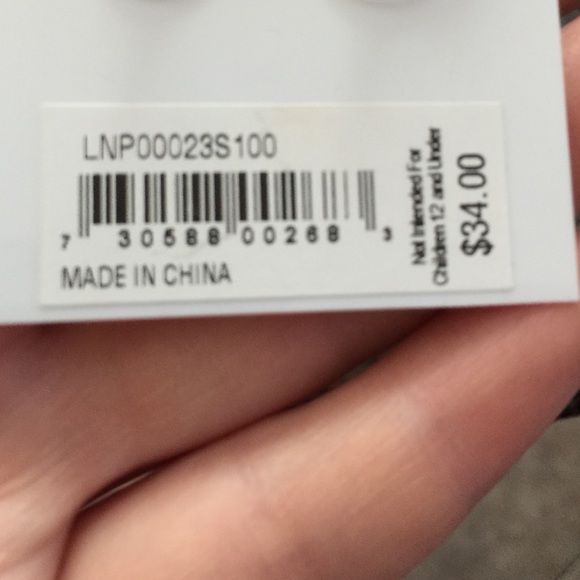 LNP00023S100
7 30588 00268 3
MADE IN CHINA
Not Intended For
Children 12 and Under
$34.00